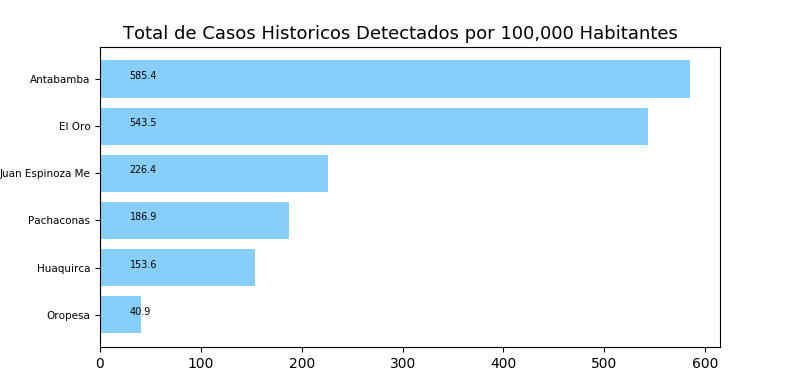 Total de Casos Historicos Detectados por 100,000 Habitantes
Antabamba 585.4
El Oro 543.5
Juan Espinoza Me 226.4
Pachaconas 186.9
Huaquirca 153.6
Oropesa 40.9
0 100 200 300 400 500 600